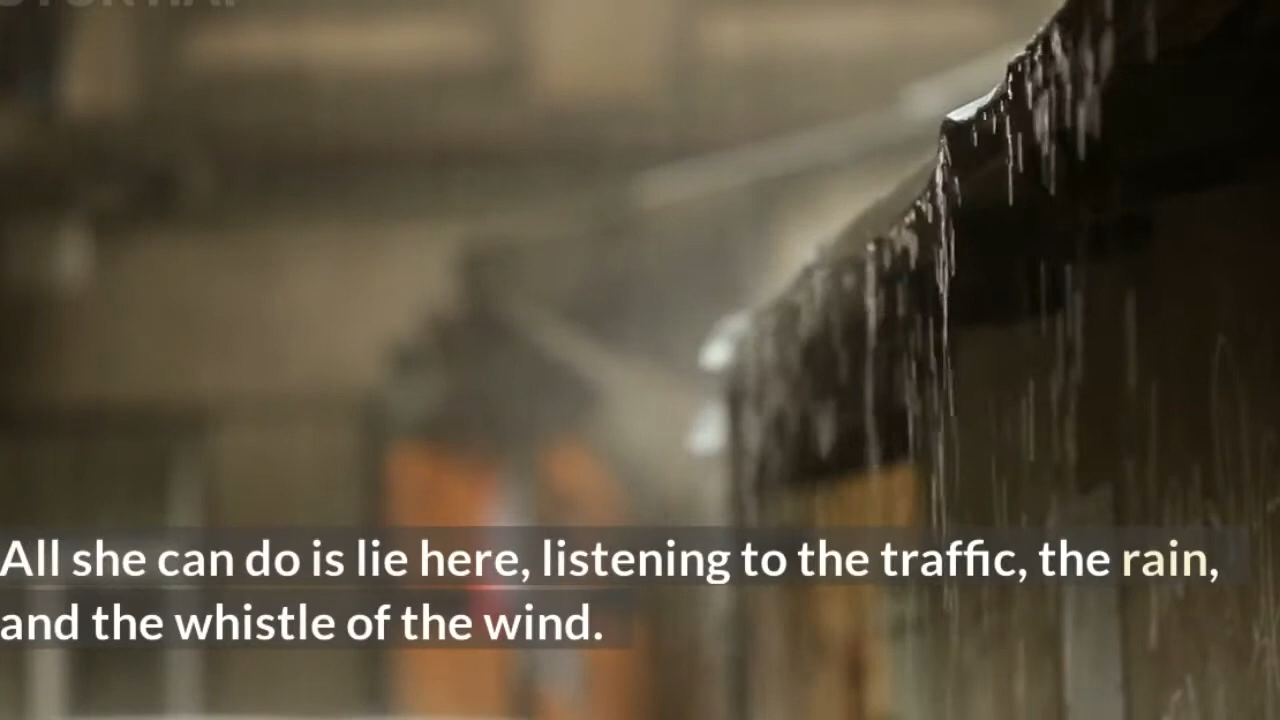 All she can do is lie here, listening to the traffic, the rain,
and the whistle of the wind.